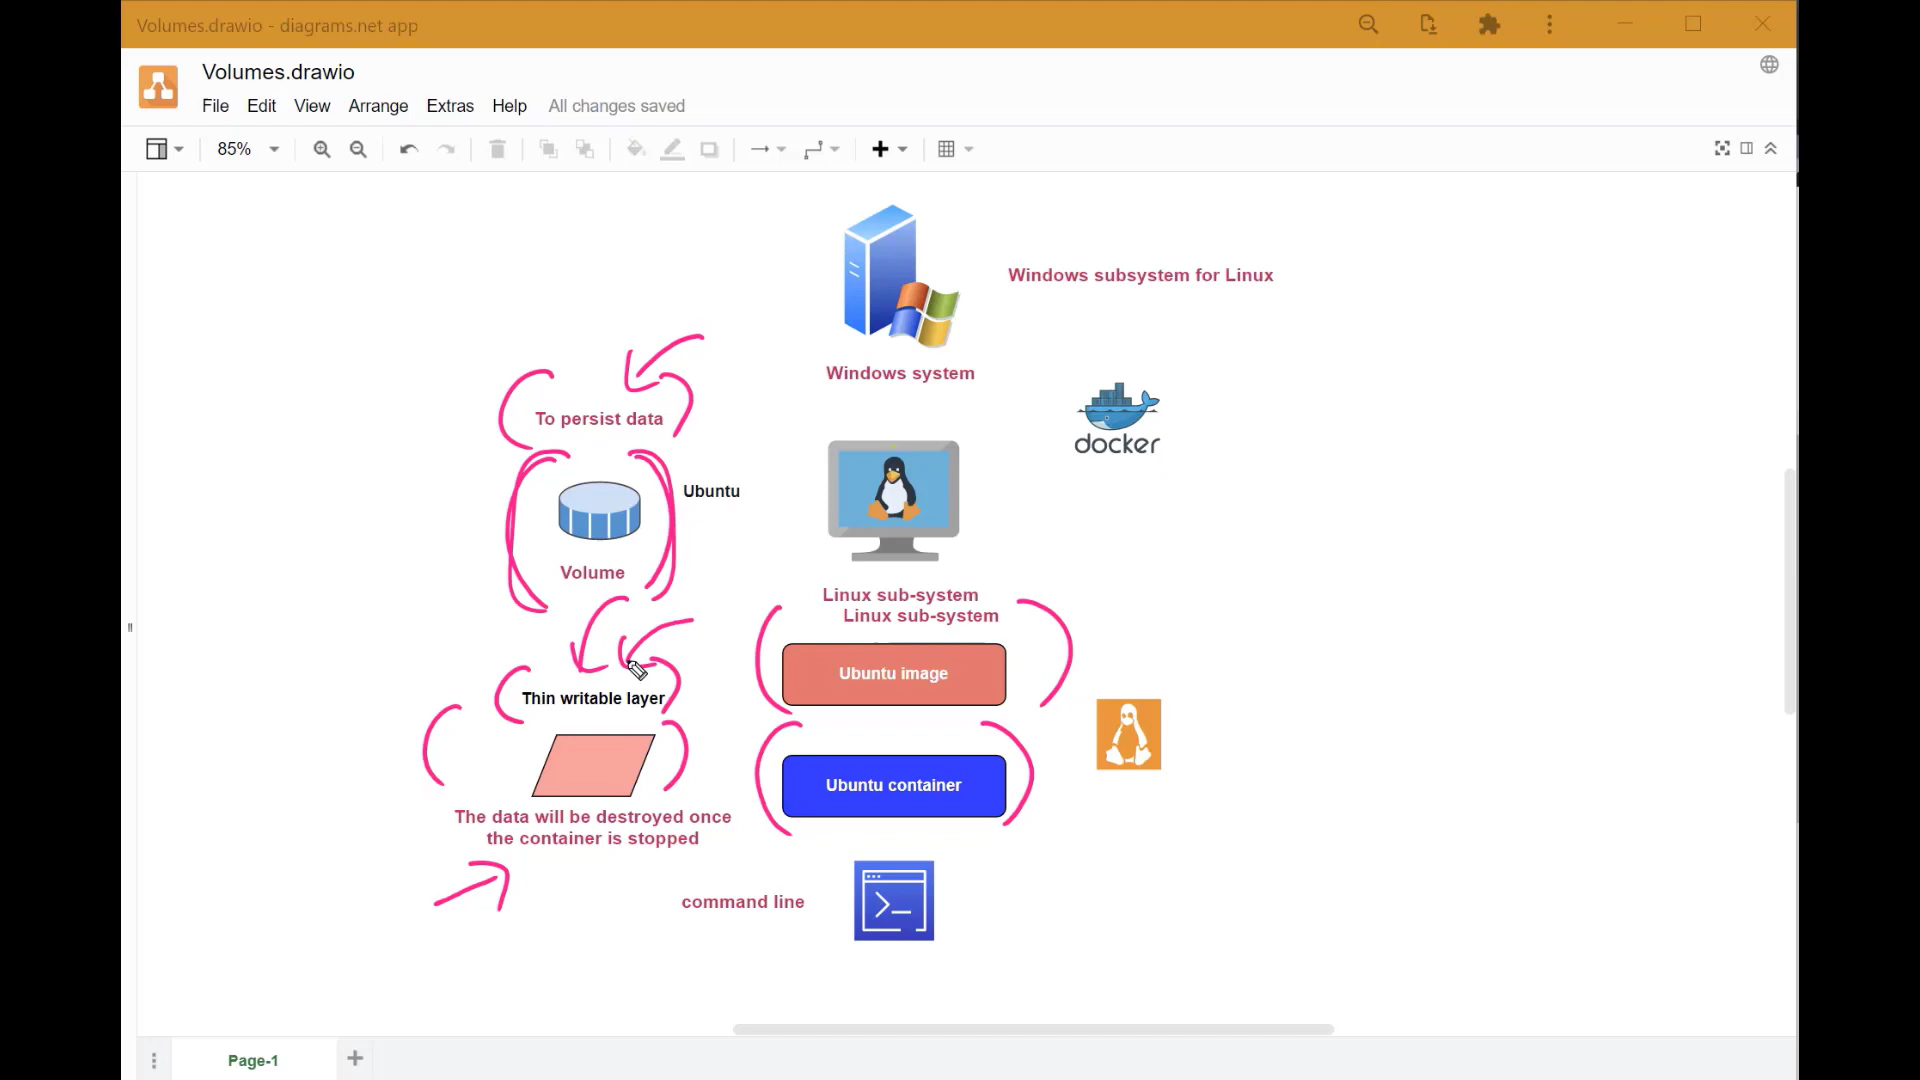 Volumes.drawio - diagrams.net app
Volumes.drawio
File Edit View Arrange Extras Help All changes saved
85%
Windows subsystem for Linux
Windows system
To persist data
docker
Ubuntu
Volume
Linux sub-system
Linux sub-system
Ubuntu image
Thin writable layer
Ubuntu container
The data will be destroyed once
the container is stopped
command line
Page-1